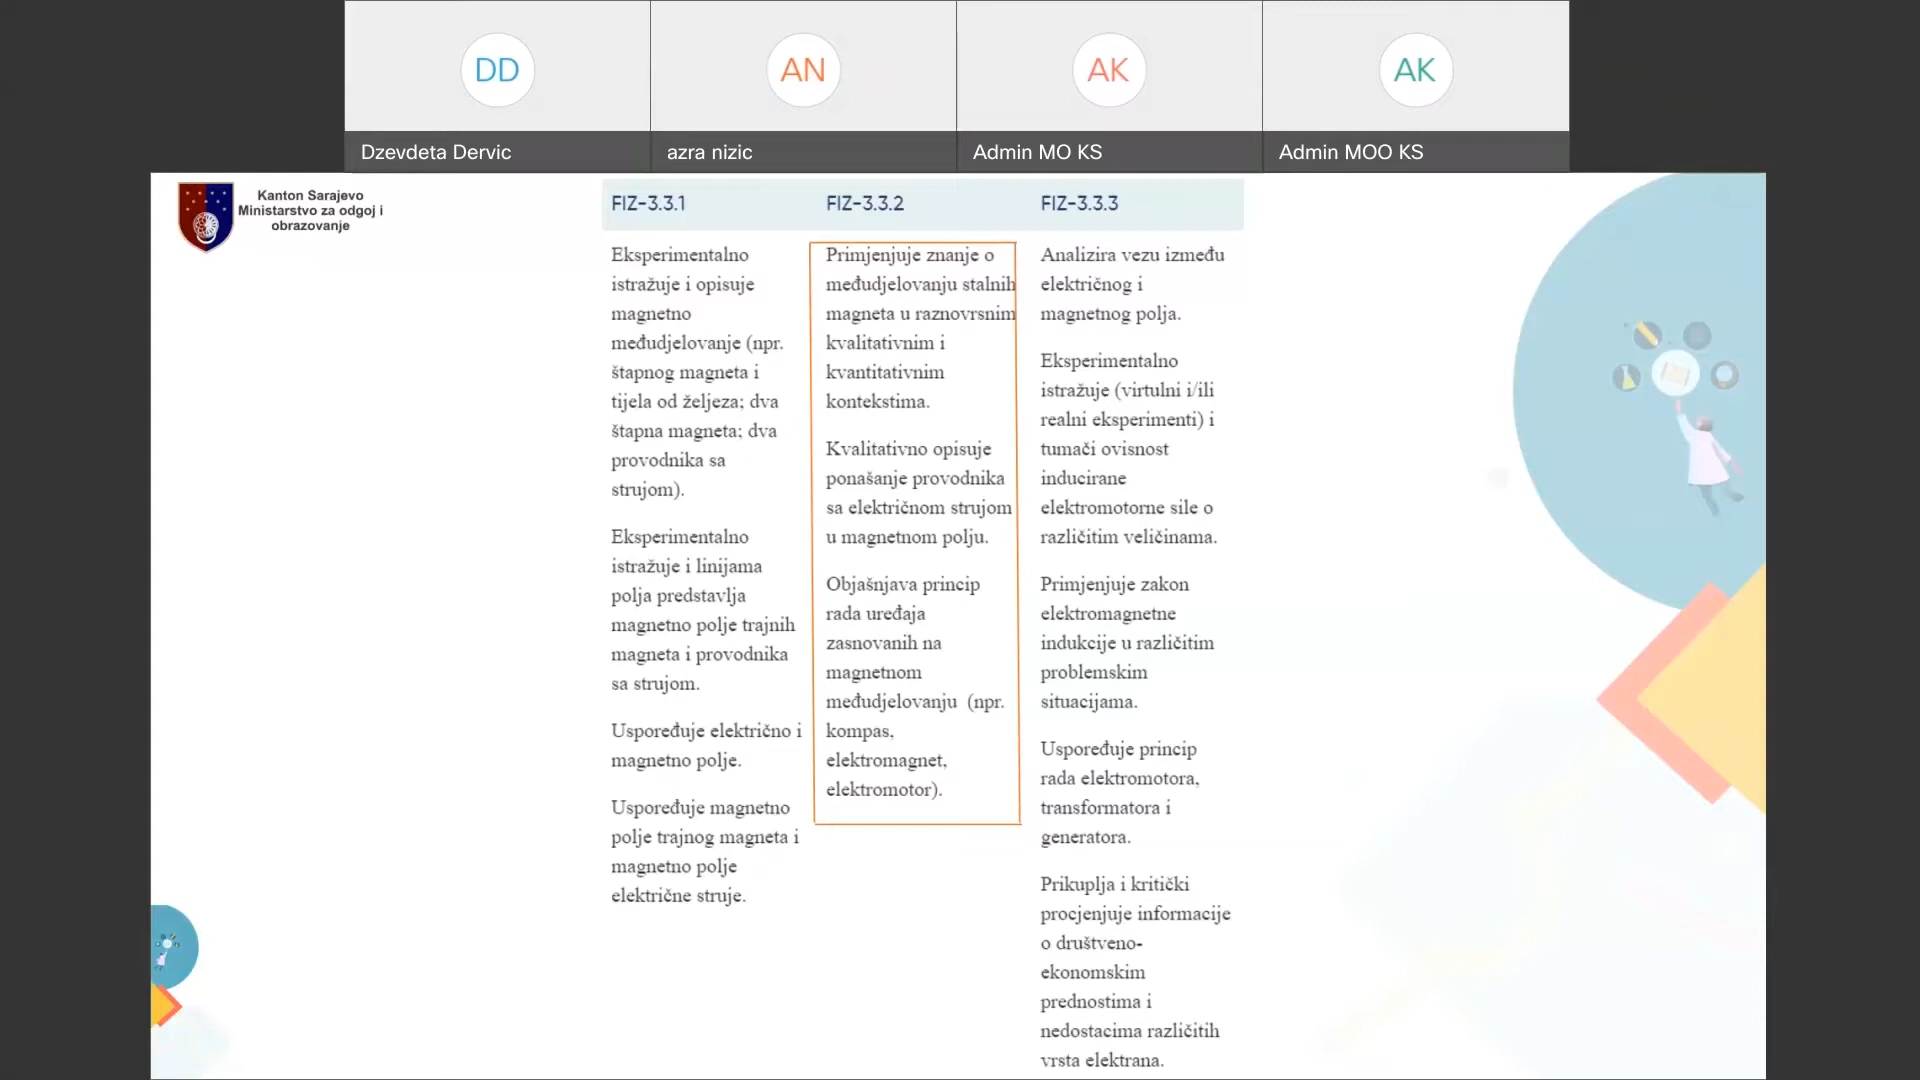 DD
AN
AK
AK
Dzevdeta Dervic
azra nizic
Admin MO KS
Admin MOO KS
Kanton Sarajevo
Ministarstvo za odgoj i
obrazovanje
FIZ-3.3.1
Eksperimentalno
istražuje i opisuje
magnetno
međudjelovanje (npr.
štapnog magneta i
tijela od željeza; dva
štapna magneta; dva
provodnika sa
strujom).
Eksperimentalno
istražuje i linijama
polja predstavlja
magnetno polje trajnih
magneta i provodnika
sa strujom.
Uspoređuje električno i
magnetno polje.
Uspoređuje magnetno
polje trajnog magneta i
magnetno polje
električne struje.
FIZ-3.3.2
Primjenjuje znanje o
međudjelovanju stalnih
magneta u raznovrsnim
kvalitativnim i
kvantitativnim
kontekstima.
Kvalitativno opisuje
ponašanje provodnika
sa električnom strujom
u magnetnom polju.
Objašnjava princip
rada uređaja
zasnovanih na
magnetnom
međudjelovanju (npr.
kompas,
elektromagnet,
elektromotor).
FIZ-3.3.3
Analizira vezu između
električnog i
magnetnog polja.
Eksperimentalno
istražuje (virtulni i/ili
realni eksperimenti) i
tumači ovisnost
inducirane
elektromotorne sile o
različitim veličinama.
Primjenjuje zakon
elektromagnetne
indukcije u različitim
problemskim
situacijama.
Uspoređuje princip
rada elektromotora,
transformatora i
generatora.
Prikuplja i kritički
procjenjuje informacije
o društveno-
ekonomskim
prednostima i
nedostacima različitih
vrsta elektrana.